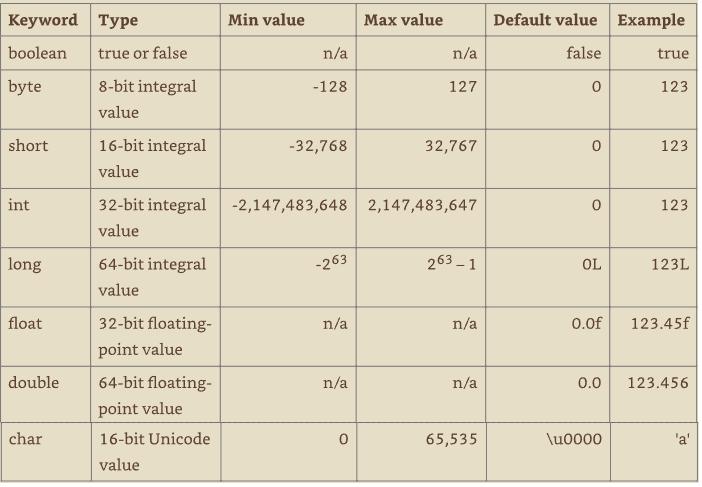 Keyword Type Min value Max value Default value Example
boolean true or false n/a n/a false true
byte 8-bit integral -128 127 0 123
value
short 16-bit integral -32,768 32,767 0 123
value
int 32-bit integral -2,147,483,648 2,147,483,647 0 123
value
long 64-bit integral -2⁶³ 2⁶³ – 1 0L 123L
value
float 32-bit floating- n/a n/a 0.0f 123.45f
point value
double 64-bit floating- n/a n/a 0.0 123.456
point value
char 16-bit Unicode 0 65,535 \u0000 'a'
value